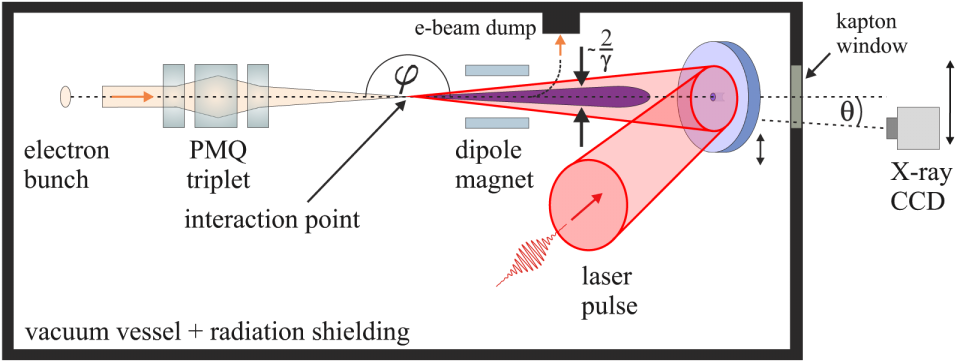 e-beam dump
~2/γ
kapton
window
φ
θ)
electron
bunch
PMQ
triplet
dipole
magnet
X-ray
CCD
interaction point
laser
pulse
vacuum vessel + radiation shielding